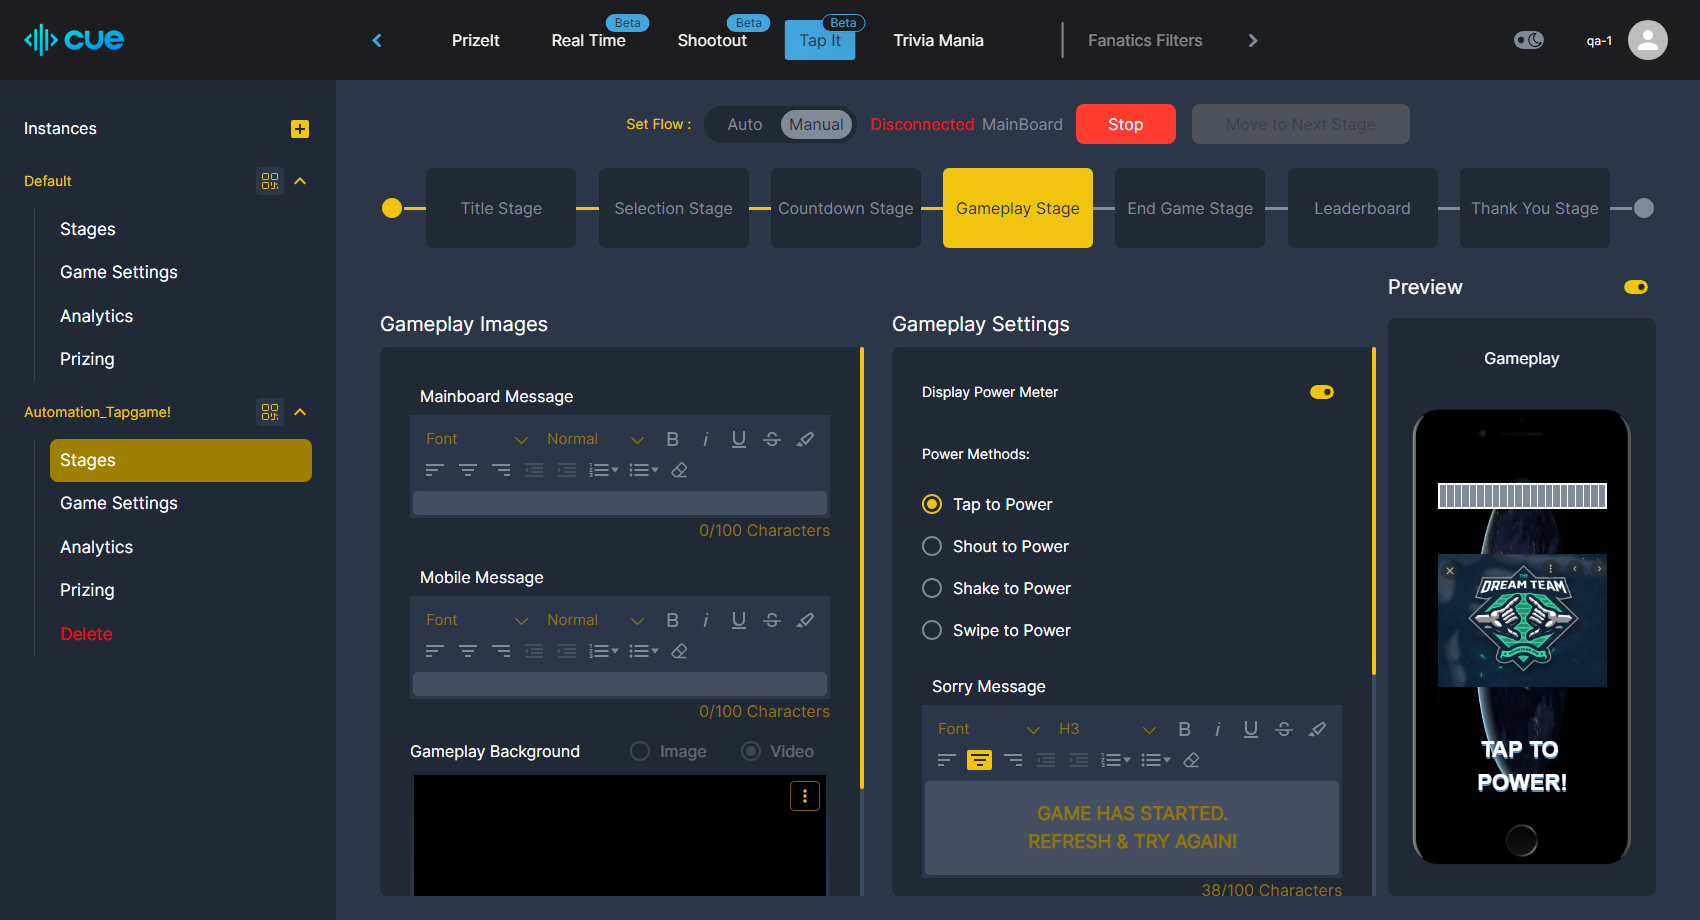 cue
PrizeIt
Real Time
Beta
Shootout
Beta
Tap It
Beta
Trivia Mania
Fanatics Filters
qa-1
Instances
Default
Stages
Game Settings
Analytics
Prizing
Automation_Tapgame!
Stages
Game Settings
Analytics
Prizing
Delete
Set Flow :
Auto
Manual
Disconnected MainBoard
Stop
Move to Next Stage
Title Stage
Selection Stage
Countdown Stage
Gameplay Stage
End Game Stage
Leaderboard
Thank You Stage
Gameplay Images
Mainboard Message
Font
Normal
B
i
U
S
0/100 Characters
Mobile Message
Font
Normal
B
i
U
S
0/100 Characters
Gameplay Background
Image
Video
Gameplay Settings
Display Power Meter
Power Methods:
Tap to Power
Shout to Power
Shake to Power
Swipe to Power
Sorry Message
Font
H3
B
i
U
S
GAME HAS STARTED.
REFRESH & TRY AGAIN!
38/100 Characters
Preview
Gameplay
THE
DREAM TEAM
TAP TO
POWER!